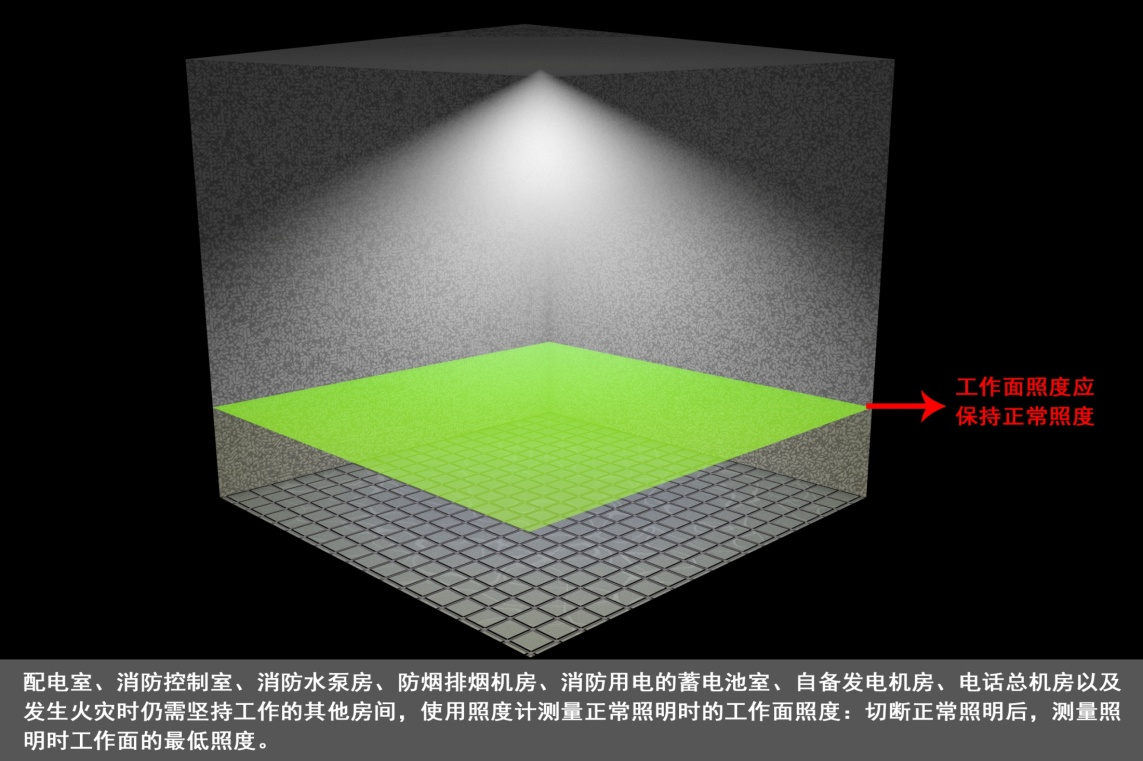 工作面照度应
保持正常照度
配电室、消防控制室、消防水泵房、防烟排烟机房、消防用电的蓄电池室、自备发电机房、电话总机房以及
发生火灾时仍需坚持工作的其他房间，使用照度计测量正常照明时的工作面照度：切断正常照明后，测量照
明时工作面的最低照度。